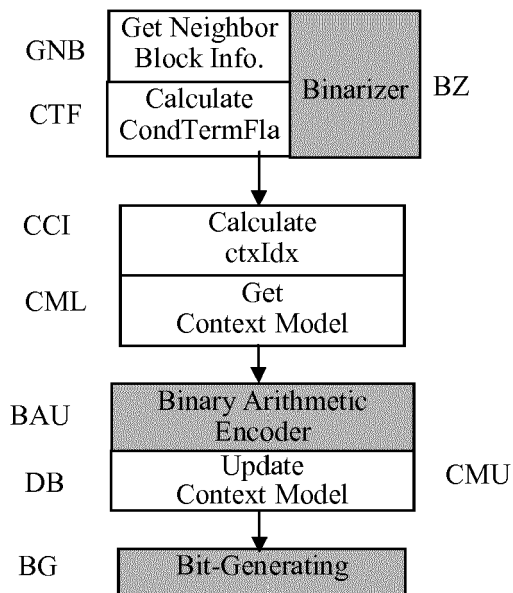 GNB
Get Neighbor
Block Info.
Binarizer
BZ
CTF
Calculate
CondTermFla
CCI
Calculate
ctxIdx
CML
Get
Context Model
BAU
Binary Arithmetic
Encoder
DB
Update
Context Model
CMU
BG
Bit-Generating